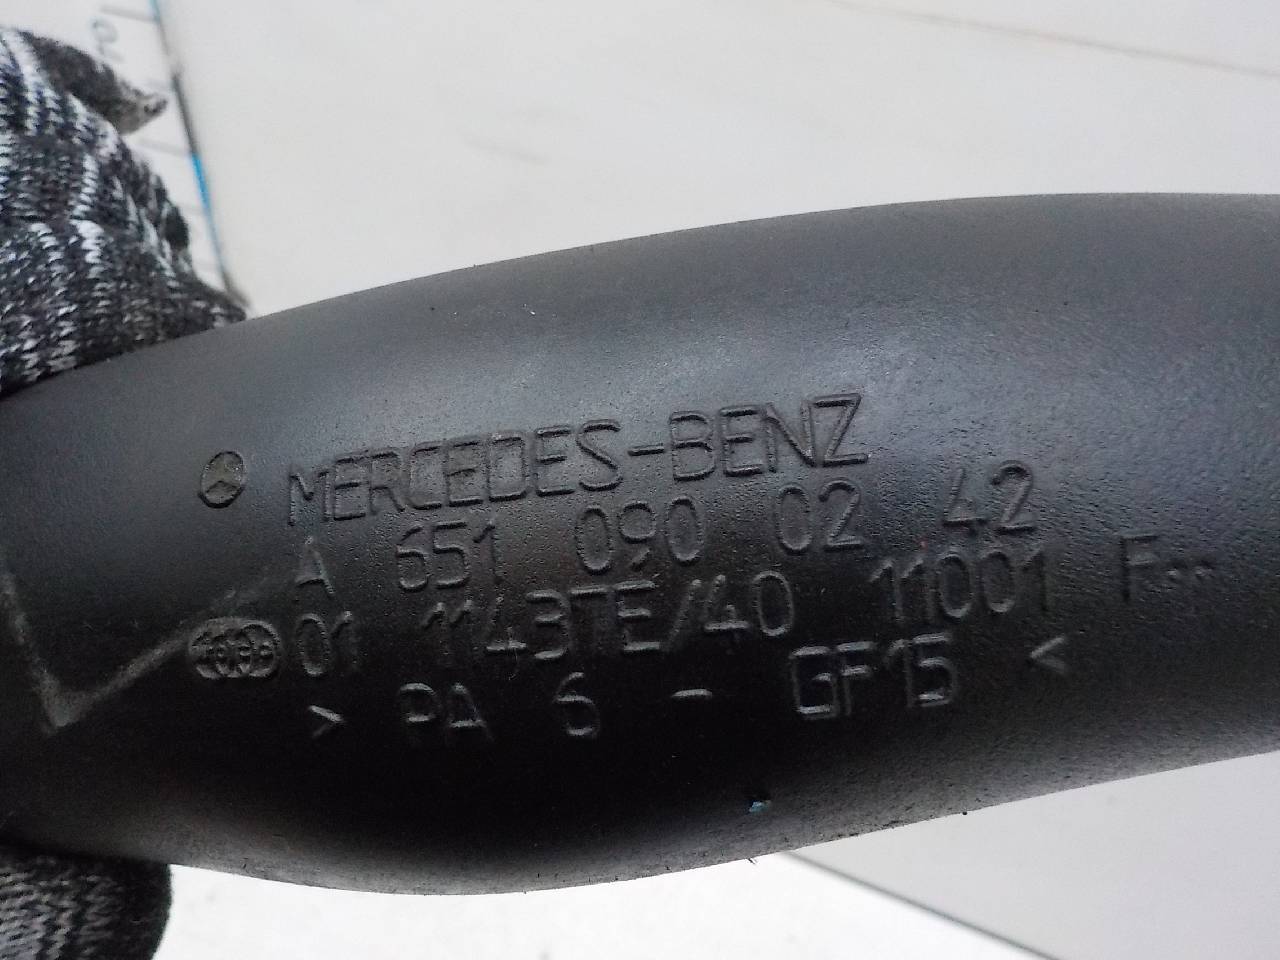 MERCEDES-BENZ
A 651 090 02 42
01 1143TE/40 11001 F
> PA 6 - GF15 <